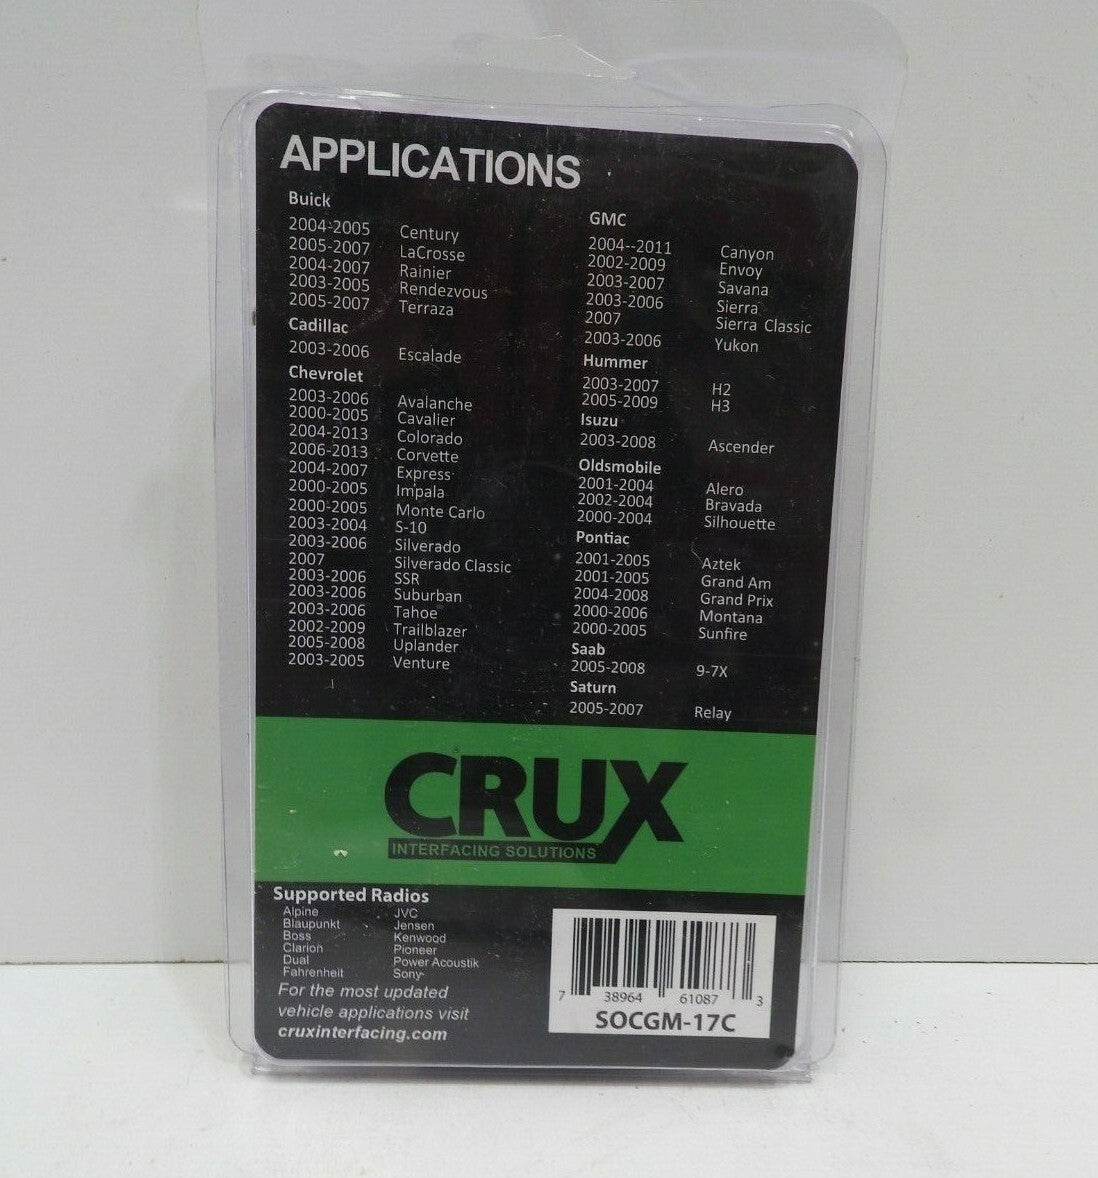 APPLICATIONS
Buick
2004-2005 Century
2005-2007 LaCrosse
2004-2007 Rainier
2003-2005 Rendezvous
2005-2007 Terraza
Cadillac
2003-2006 Escalade
Chevrolet
2003-2006 Avalanche
2000-2005 Cavalier
2004-2013 Colorado
2006-2013 Corvette
2004-2007 Express
2000-2005 Impala
2000-2005 Monte Carlo
2003-2004 S-10
2003-2006 Silverado
2007 Silverado Classic
2003-2006 SSR
2003-2006 Suburban
2003-2006 Tahoe
2002-2009 Trailblazer
2005-2008 Uplander
2003-2005 Venture
GMC
2004--2011 Canyon
2002-2009 Envoy
2003-2007 Savana
2003-2006 Sierra
2007 Sierra Classic
2003-2006 Yukon
Hummer
2003-2007 H2
2005-2009 H3
Isuzu
2003-2008 Ascender
Oldsmobile
2001-2004 Alero
2002-2004 Bravada
2000-2004 Silhouette
Pontiac
2001-2005 Aztek
2001-2005 Grand Am
2004-2008 Grand Prix
2000-2006 Montana
2000-2005 Sunfire
Saab
2005-2008 9-7X
Saturn
2005-2007 Relay
CRUX
INTERFACING SOLUTIONS
Supported Radios
Alpine JVC
Blaupunkt Jensen
Boss Kenwood
Clarion Pioneer
Dual Power Acoustik
Fahrenheit Sony
For the most updated
vehicle applications visit
cruxinterfacing.com
7 38964 61087 3
SOCGM-17C